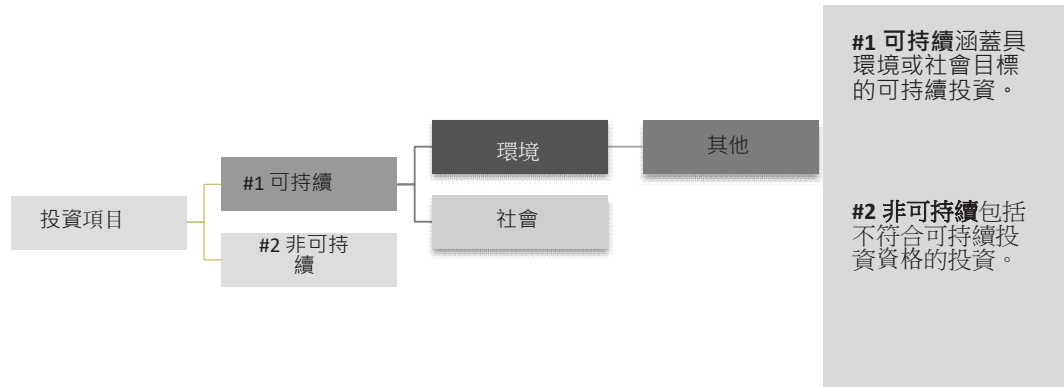 投資項目
#1 可持續
#2 非可持
續
環境
社會
其他
#1 可持續涵蓋具
環境或社會目標
的可持續投資。
#2 非可持續包括
不符合可持續投
資資格的投資。